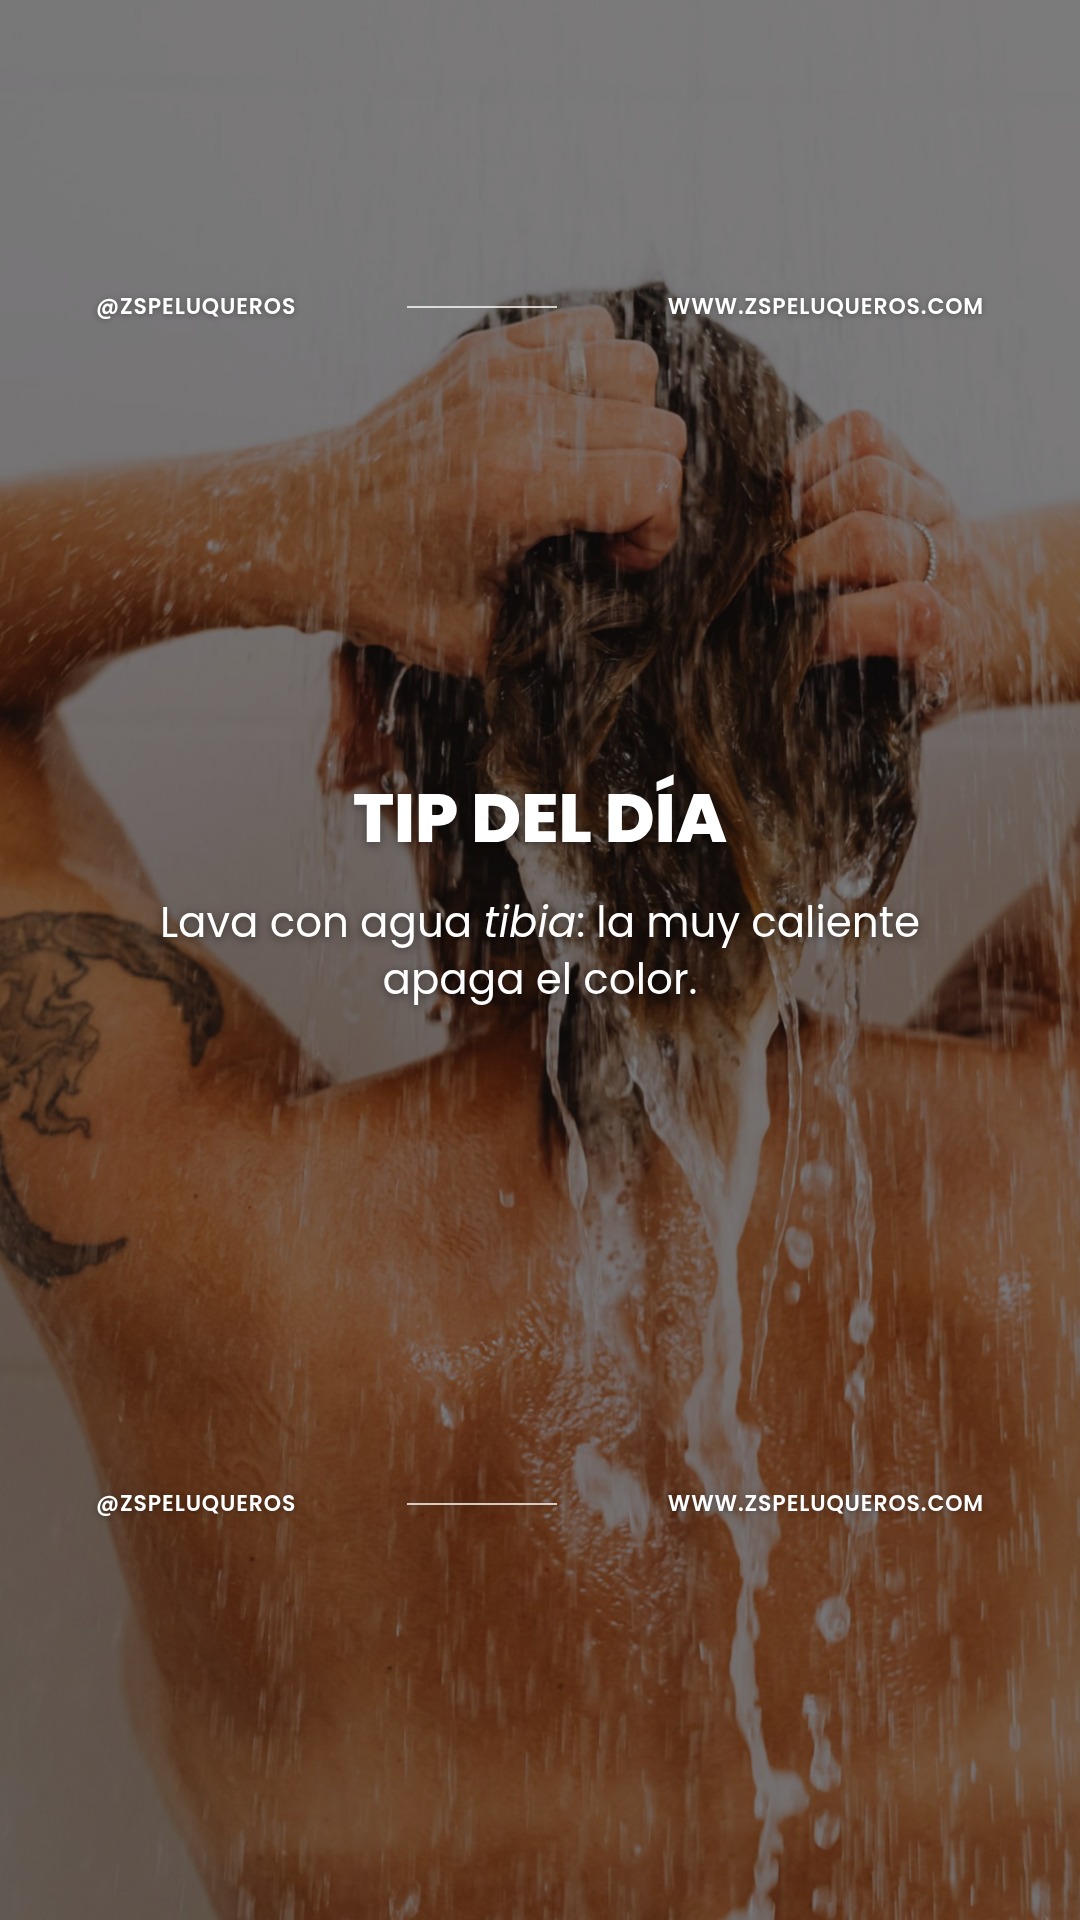 @ZSPELUQUEROS WWW.ZSPELUQUEROS.COM
TIP DEL DÍA
Lava con agua tibia: la muy caliente
apaga el color.
@ZSPELUQUEROS WWW.ZSPELUQUEROS.COM